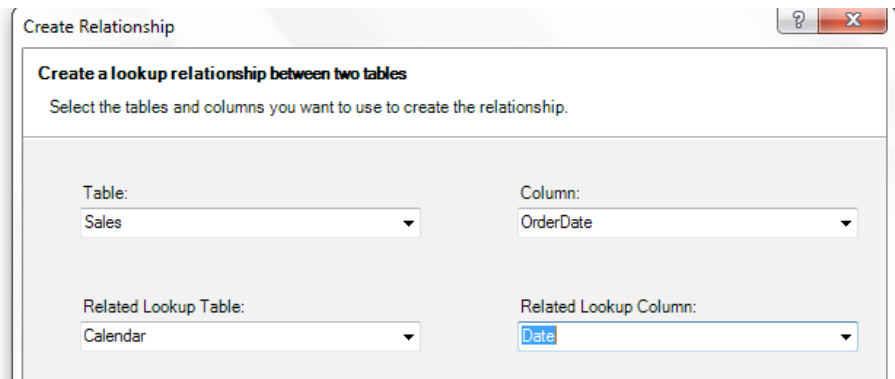 Create Relationship
?
Create a lookup relationship between two tables
Select the tables and columns you want to use to create the relationship.
Table: Column:
Sales OrderDate
Related Lookup Table: Related Lookup Column:
Calendar Date